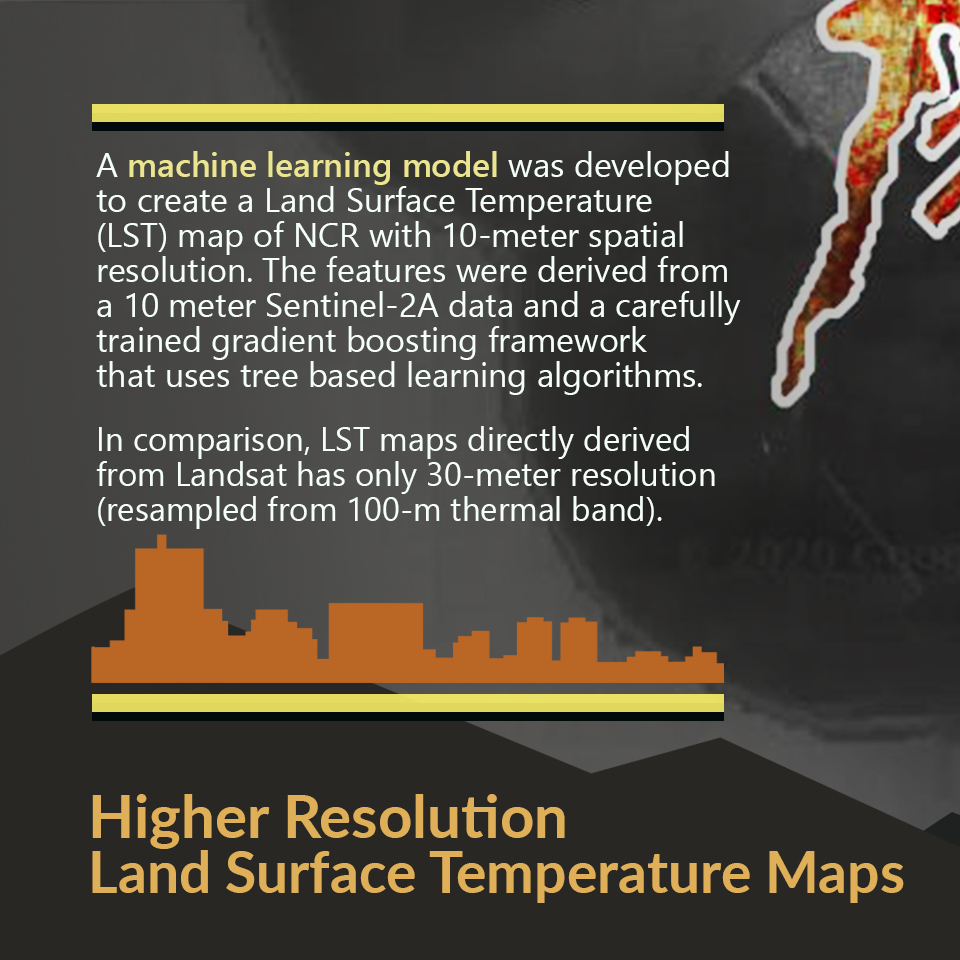 A machine learning model was developed
to create a Land Surface Temperature
(LST) map of NCR with 10-meter spatial
resolution. The features were derived from
a 10 meter Sentinel-2A data and a carefully
trained gradient boosting framework
that uses tree based learning algorithms.
In comparison, LST maps directly derived
from Landsat has only 30-meter resolution
(resampled from 100-m thermal band).
© 2020 Goo
Higher Resolution
Land Surface Temperature Maps